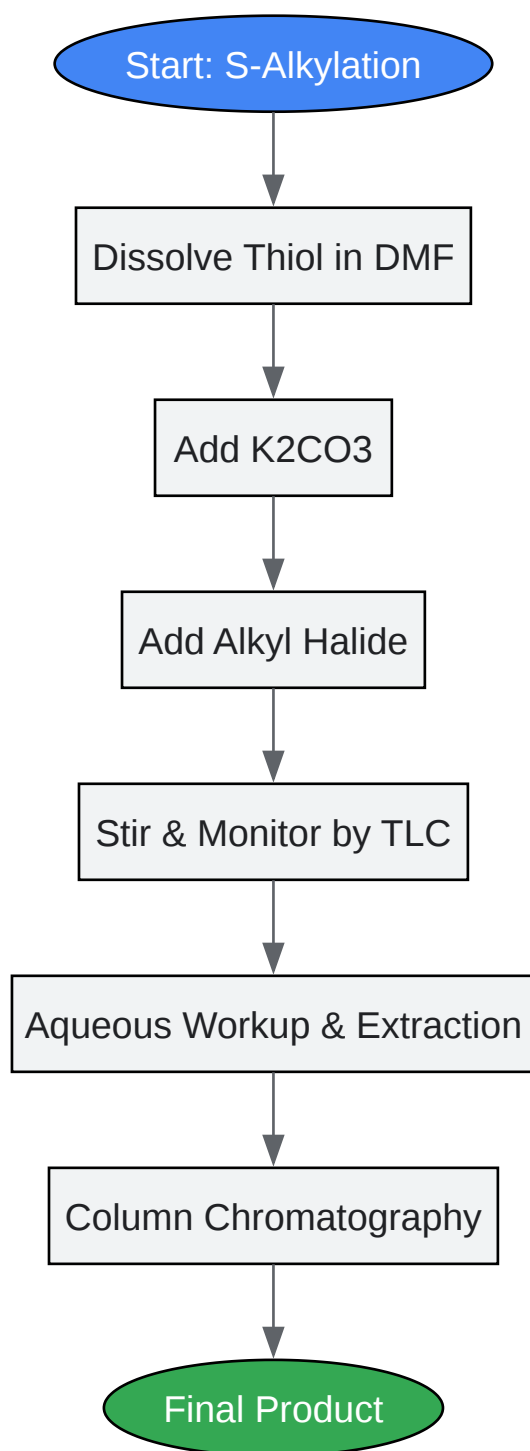 Start: S-Alkylation
Dissolve Thiol in DMF
Add K2CO3
Add Alkyl Halide
Stir & Monitor by TLC
Aqueous Workup & Extraction
Column Chromatography
Final Product